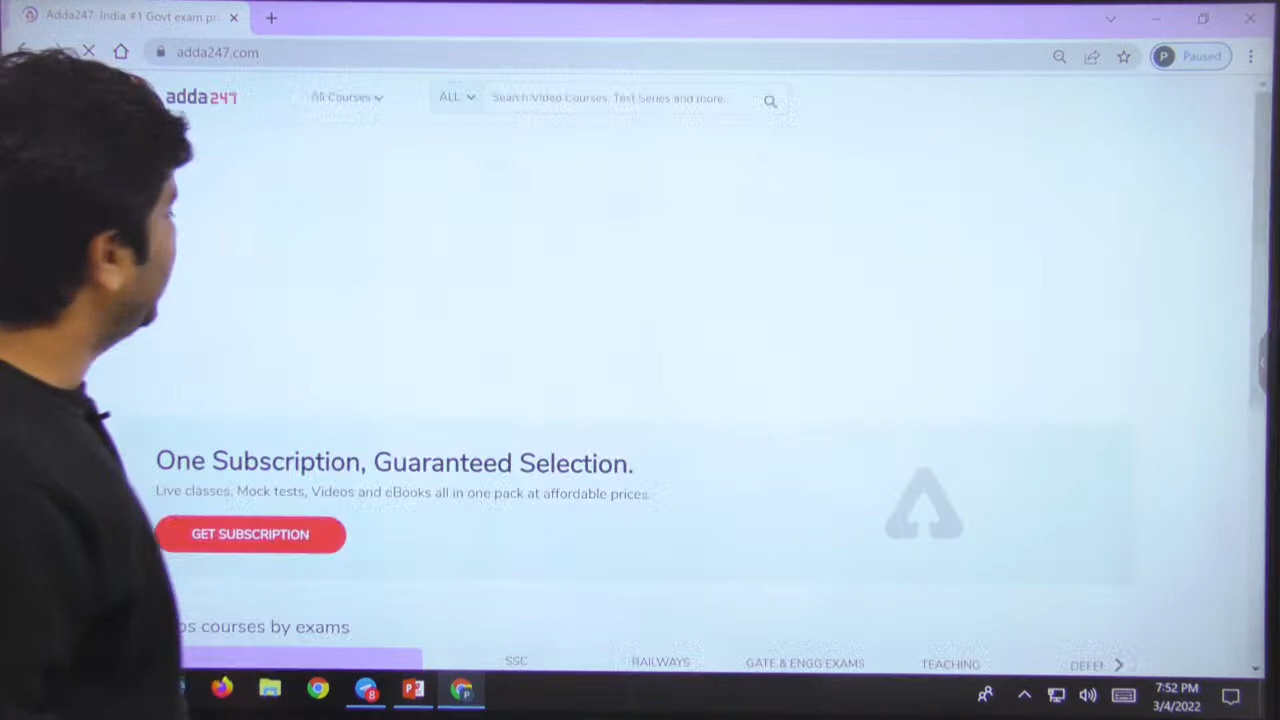 Adda247: India #1 Govt exam pr
adda247.com
P Paused
adda247
All Courses
ALL
Search Video Courses, Test Series and more..
One Subscription, Guaranteed Selection.
Live classes, Mock tests, Videos and eBooks all in one pack at affordable prices.
GET SUBSCRIPTION
courses by exams
SSC
RAILWAYS
GATE & ENGG EXAMS
TEACHING
DEFEN
8
P
7:52 PM
3/4/2022